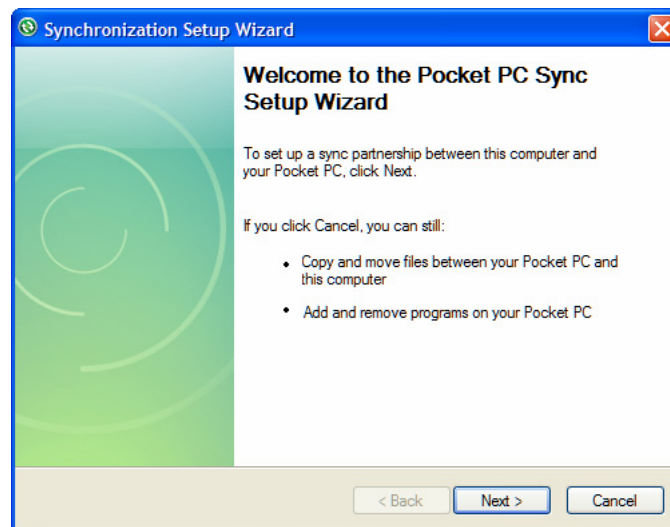 Synchronization Setup Wizard
Welcome to the Pocket PC Sync
Setup Wizard
To set up a sync partnership between this computer and
your Pocket PC, click Next.
If you click Cancel, you can still:
• Copy and move files between your Pocket PC and
this computer
• Add and remove programs on your Pocket PC
< Back Next > Cancel